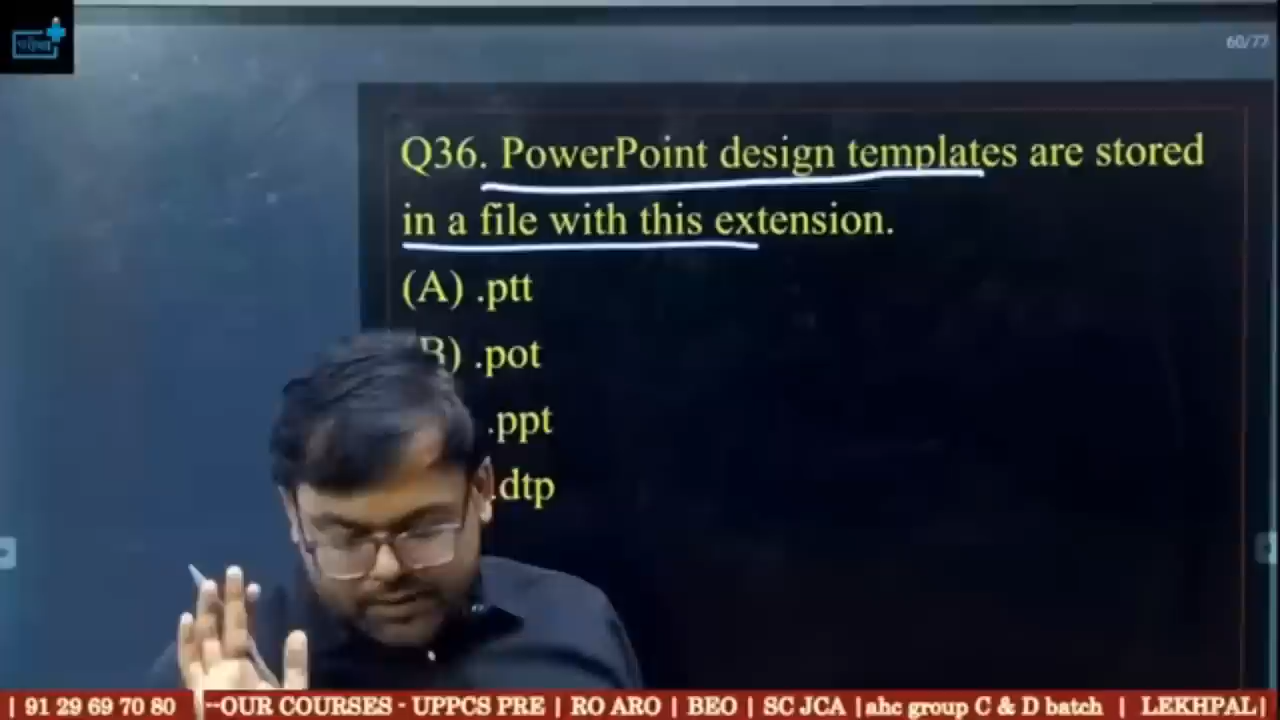 60/77
Q36. PowerPoint design templates are stored
in a file with this extension.
(A) .ptt
B) .pot
.ppt
.dtp
| 91 29 69 70 80 --OUR COURSES - UPPCS PRE | RO ARO | BEO | SC JCA |ahc group C & D batch | LEKHPAL|